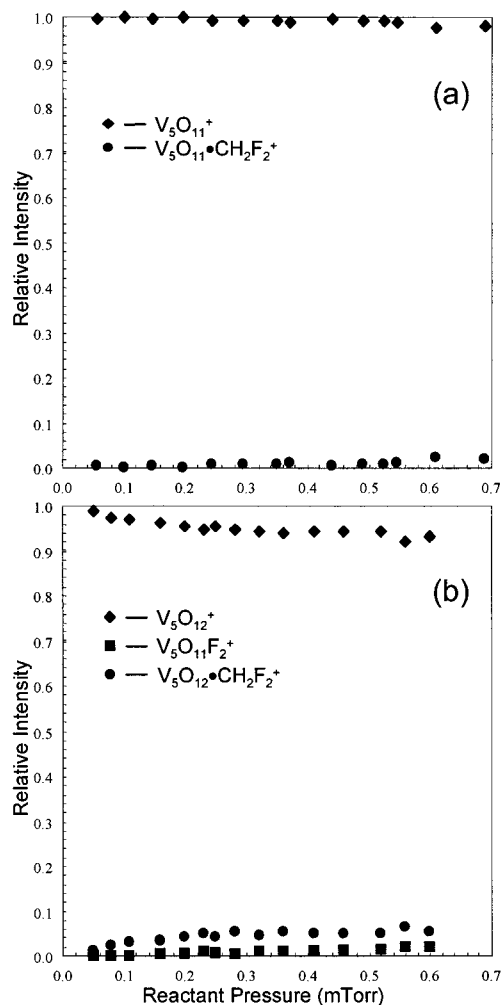 1.0
(a)
0.9
0.8
◆ — V₅O₁₁⁺
● — V₅O₁₁•CH₂F₂⁺
0.7
0.6
0.5
0.4
0.3
0.2
0.1
0.0
Relative Intensity
0.0 0.1 0.2 0.3 0.4 0.5 0.6 0.7
1.0
(b)
0.9
0.8
◆ — V₅O₁₂⁺
■ — V₅O₁₁F₂⁺
● — V₅O₁₂•CH₂F₂⁺
0.7
0.6
0.5
0.4
0.3
0.2
0.1
0.0
Relative Intensity
0.0 0.1 0.2 0.3 0.4 0.5 0.6 0.7
Reactant Pressure (mTorr)